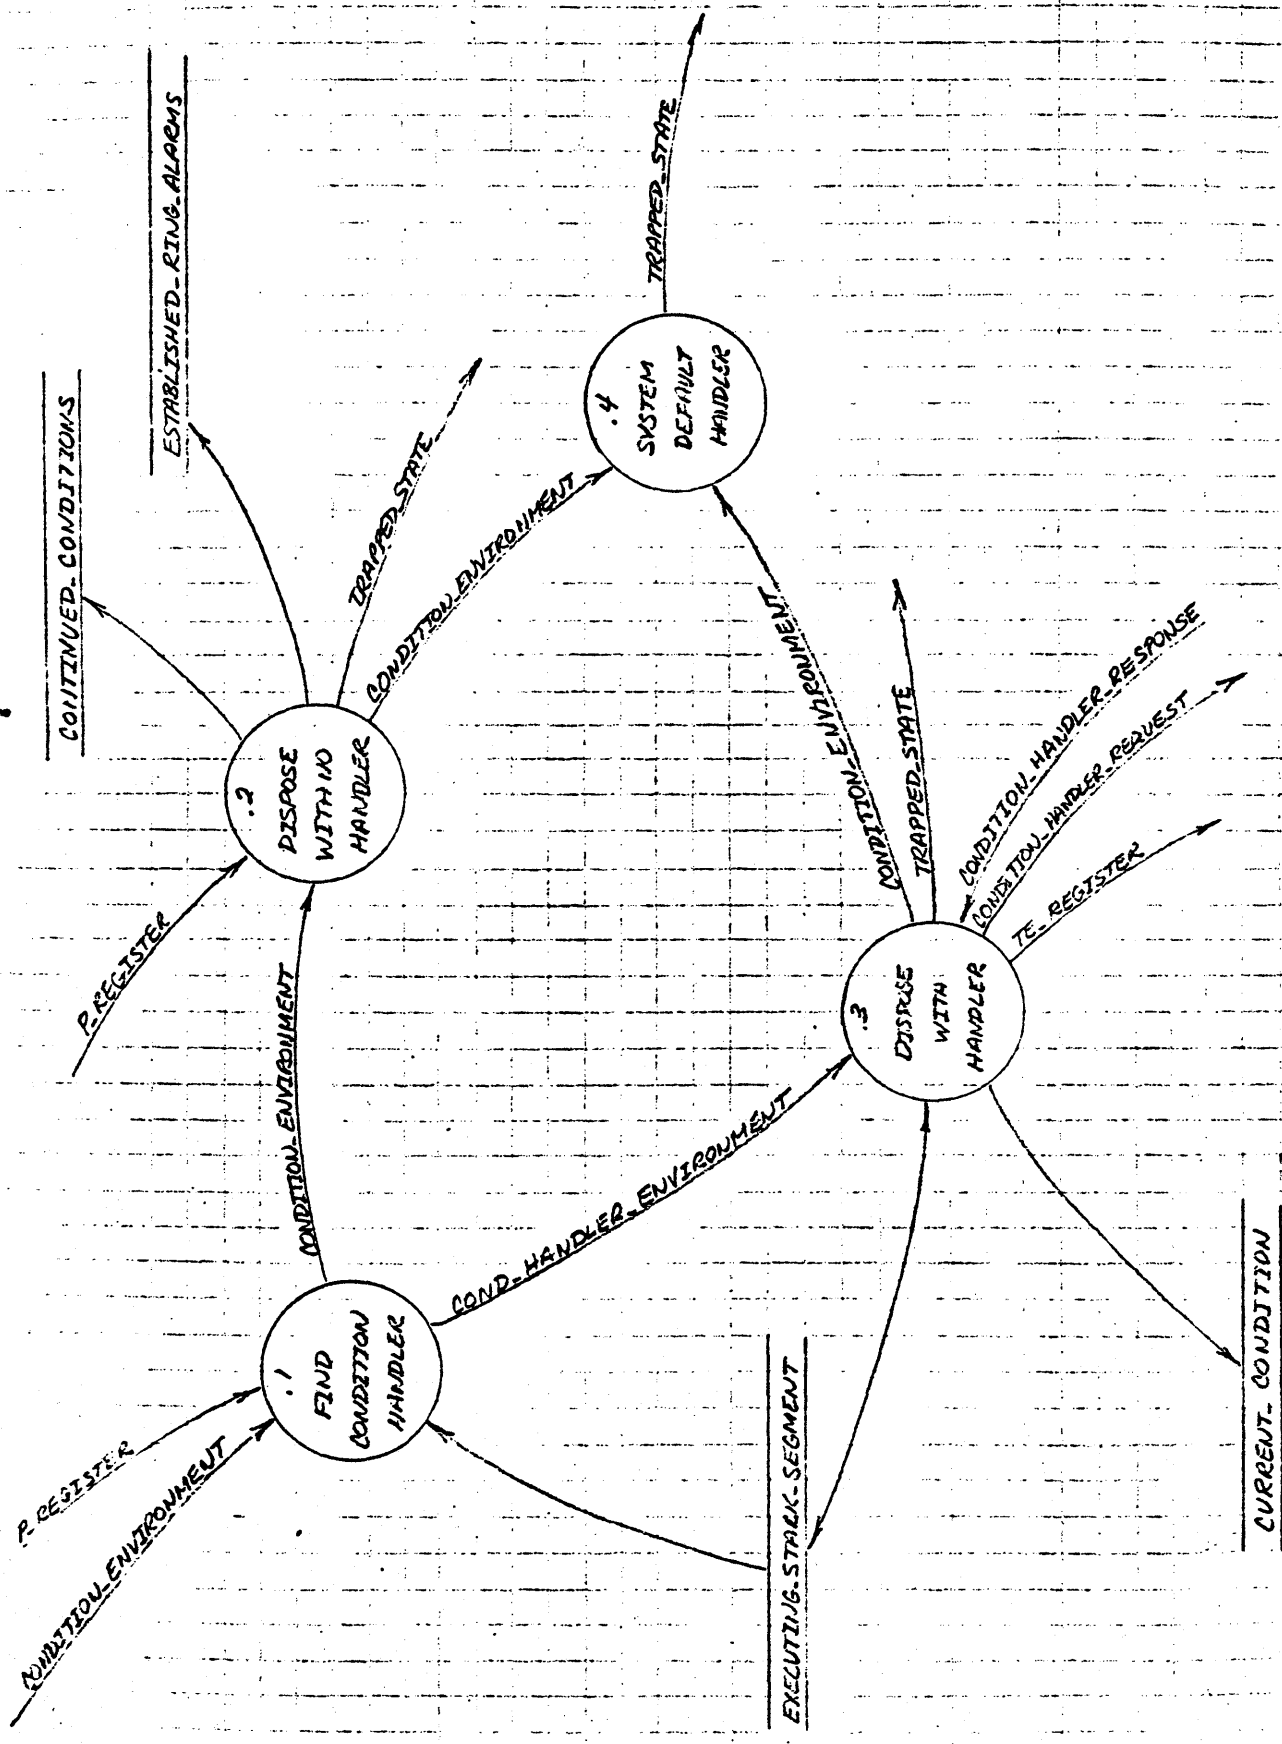 P_REGISTER
CONDITION_ENVIRONMENT
.1
FIND
CONDITION
HANDLER
CONDITION_ENVIRONMENT
COND_HANDLER_ENVIRONMENT
EXECUTING_STACK_SEGMENT
P_REGISTER
.2
DISPOSE
WITH NO
HANDLER
CONTINUED_CONDITIONS
ESTABLISHED_RING_ALARMS
TRAPPED_STATE
CONDITION_ENVIRONMENT
.3
DISPOSE
WITH
HANDLER
CONDITION_ENVIRONMENT
TRAPPED_STATE
CONDITION_HANDLER_RESPONSE
CONDITION_HANDLER_REQUEST
TE_REGISTER
CURRENT_CONDITION
.4
SYSTEM
DEFAULT
HANDLER
TRAPPED_STATE